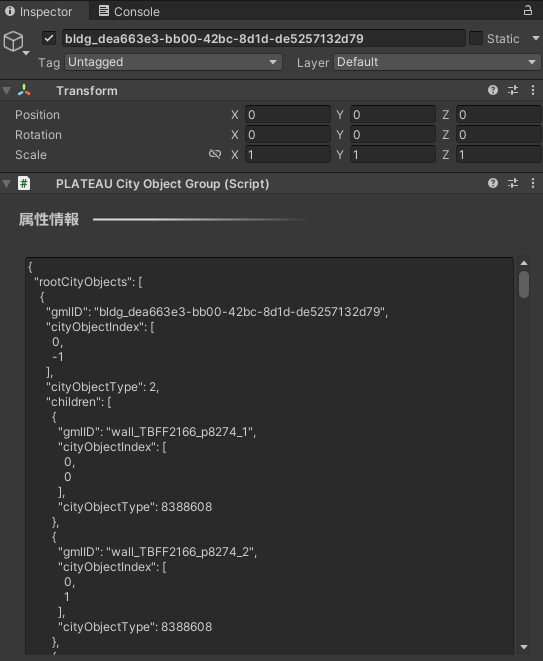 Inspector Console
bldg_dea663e3-bb00-42bc-8d1d-de5257132d79 Static
Tag Untagged Layer Default
Transform
Position X 0 Y 0 Z 0
Rotation X 0 Y 0 Z 0
Scale X 1 Y 1 Z 1
# PLATEAU City Object Group (Script)
属性情報
{
"rootCityObjects": [
{
"gmlID": "bldg_dea663e3-bb00-42bc-8d1d-de5257132d79",
"cityObjectIndex": [
0,
-1
],
"cityObjectType": 2,
"children": [
{
"gmlID": "wall_TBFF2166_p8274_1",
"cityObjectIndex": [
0,
0
],
"cityObjectType": 8388608
},
{
"gmlID": "wall_TBFF2166_p8274_2",
"cityObjectIndex": [
0,
1
],
"cityObjectType": 8388608
},